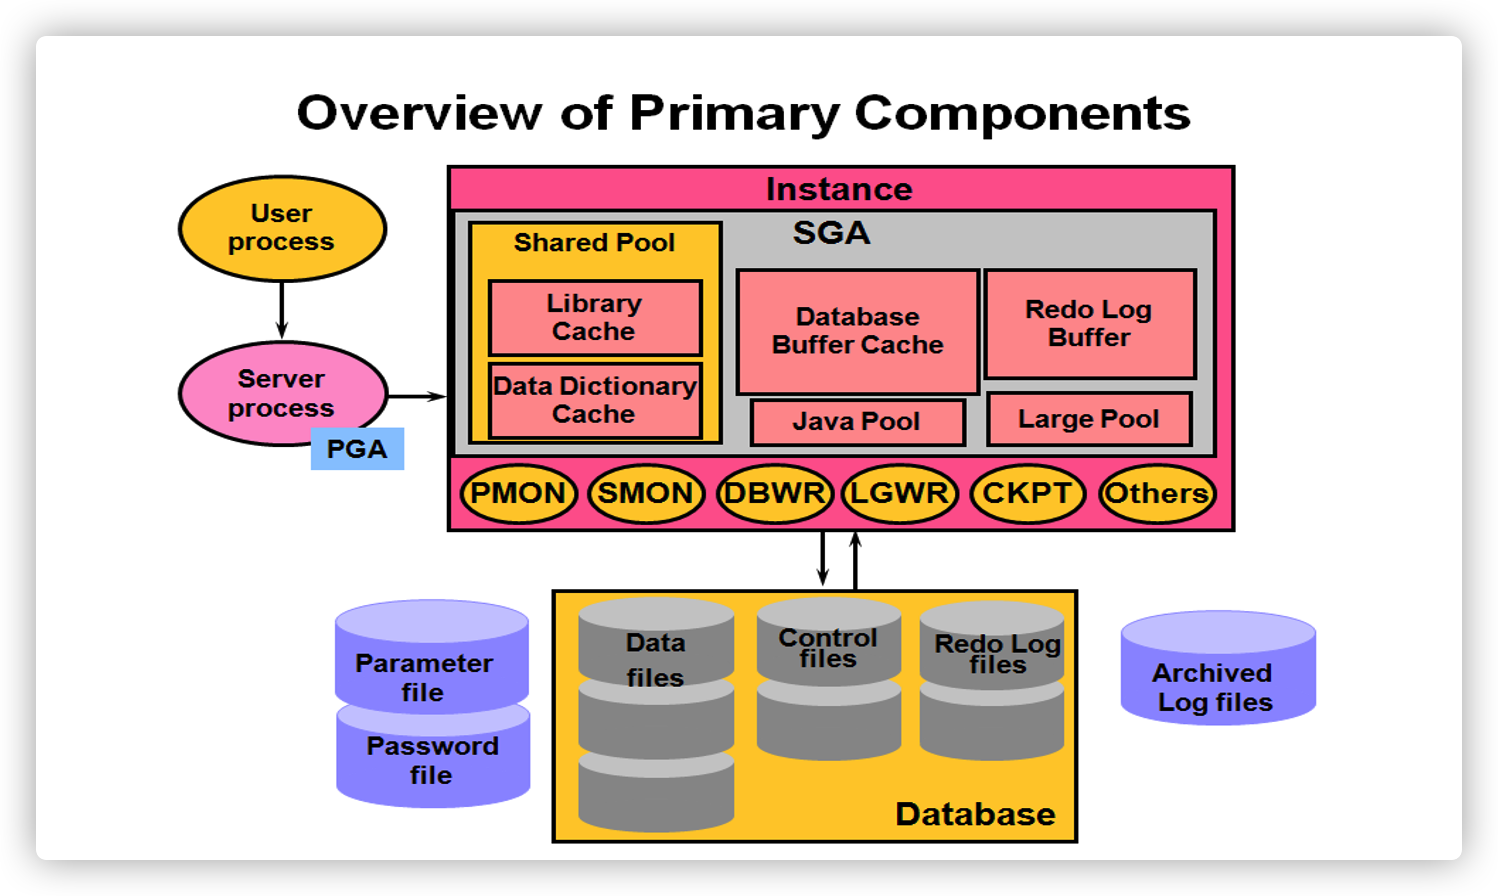 Overview of Primary Components
User
process
Server
process
PGA
Instance
SGA
Shared Pool
Library
Cache
Data Dictionary
Cache
Database
Buffer Cache
Redo Log
Buffer
Java Pool
Large Pool
PMON
SMON
DBWR
LGWR
CKPT
Others
Parameter
file
Password
file
Data
files
Control
files
Redo Log
files
Database
Archived
Log files